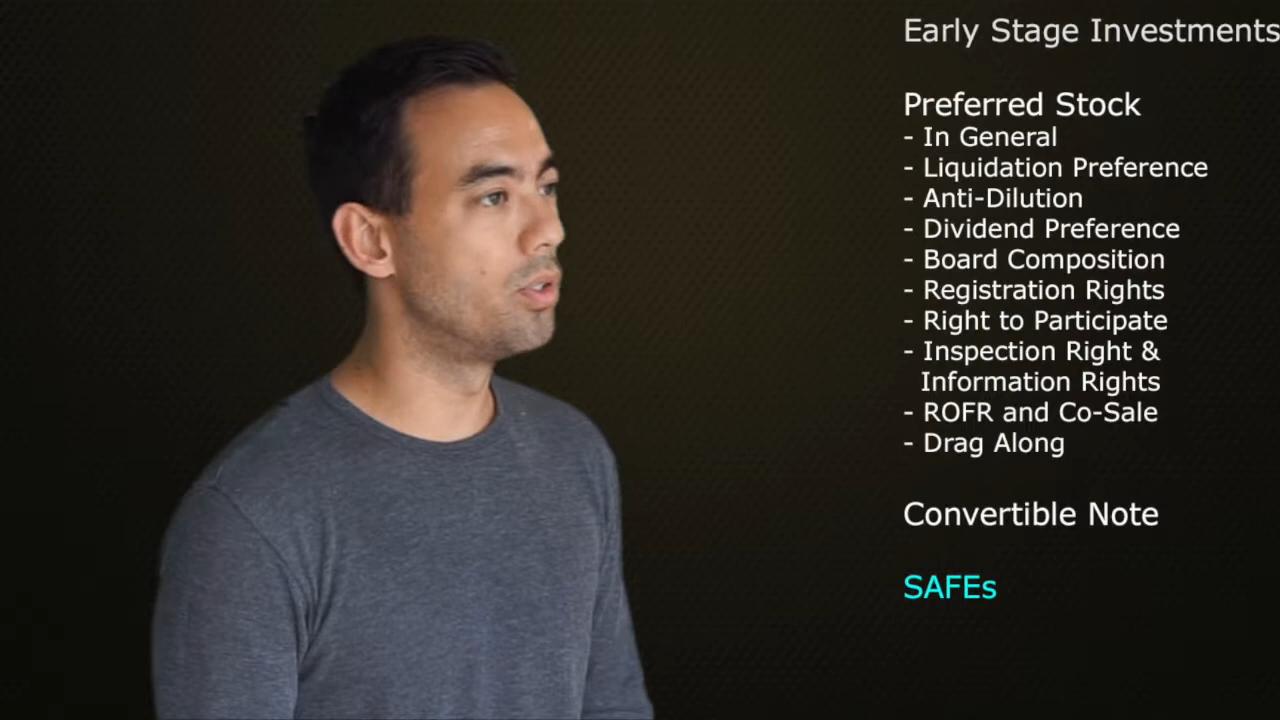 Early Stage Investments
Preferred Stock
- In General
- Liquidation Preference
- Anti-Dilution
- Dividend Preference
- Board Composition
- Registration Rights
- Right to Participate
- Inspection Right &
Information Rights
- ROFR and Co-Sale
- Drag Along
Convertible Note
SAFEs